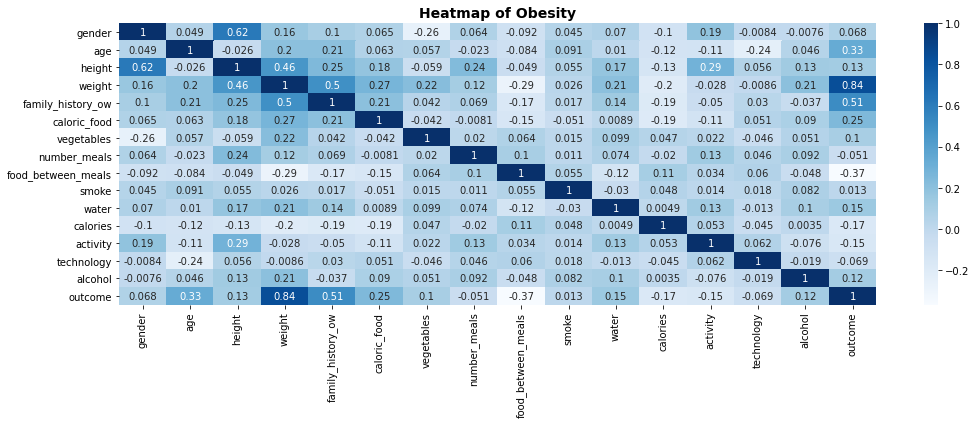 Heatmap of Obesity
gender 1 0.049 0.62 0.16 0.1 0.065 -0.26 0.064 -0.092 0.045 0.07 -0.1 0.19 -0.0084 -0.0076 0.068
age 0.049 1 -0.026 0.2 0.21 0.063 0.057 -0.023 -0.084 0.091 0.01 -0.12 -0.11 -0.24 0.046 0.33
height 0.62 -0.026 1 0.46 0.25 0.18 -0.059 0.24 -0.049 0.055 0.17 -0.13 0.29 0.056 0.13 0.13
weight 0.16 0.2 0.46 1 0.5 0.27 0.22 0.12 -0.29 0.026 0.21 -0.2 -0.028 -0.0086 0.21 0.84
family_history_ow 0.1 0.21 0.25 0.5 1 0.21 0.042 0.069 -0.17 0.017 0.14 -0.19 -0.05 0.03 -0.037 0.51
caloric_food 0.065 0.063 0.18 0.27 0.21 1 -0.042 -0.0081 -0.15 -0.051 0.0089 -0.19 -0.11 0.051 0.09 0.25
vegetables -0.26 0.057 -0.059 0.22 0.042 -0.042 1 0.02 0.064 0.015 0.099 0.047 0.022 -0.046 0.051 0.1
number_meals 0.064 -0.023 0.24 0.12 0.069 -0.0081 0.02 1 0.1 0.011 0.074 -0.02 0.13 0.046 0.092 -0.051
food_between_meals -0.092 -0.084 -0.049 -0.29 -0.17 -0.15 0.064 0.1 1 0.055 -0.12 0.11 0.034 0.06 -0.048 -0.37
smoke 0.045 0.091 0.055 0.026 0.017 -0.051 0.015 0.011 0.055 1 -0.03 0.048 0.014 0.018 0.082 0.013
water 0.07 0.01 0.17 0.21 0.14 0.0089 0.099 0.074 -0.12 -0.03 1 0.0049 0.13 -0.013 0.1 0.15
calories -0.1 -0.12 -0.13 -0.2 -0.19 -0.19 0.047 -0.02 0.11 0.048 0.0049 1 0.053 -0.045 0.0035 -0.17
activity 0.19 -0.11 0.29 -0.028 -0.05 -0.11 0.022 0.13 0.034 0.014 0.13 0.053 1 0.062 -0.076 -0.15
technology -0.0084 -0.24 0.056 -0.0086 0.03 0.051 -0.046 0.046 0.06 0.018 -0.013 -0.045 0.062 1 -0.019 -0.069
alcohol -0.0076 0.046 0.13 0.21 -0.037 0.09 0.051 0.092 -0.048 0.082 0.1 0.0035 -0.076 -0.019 1 0.12
outcome 0.068 0.33 0.13 0.84 0.51 0.25 0.1 -0.051 -0.37 0.013 0.15 -0.17 -0.15 -0.069 0.12 1
gender age height weight family_history_ow caloric_food vegetables number_meals food_between_meals smoke water calories activity technology alcohol outcome
1.0
0.8
0.6
0.4
0.2
0.0
−0.2